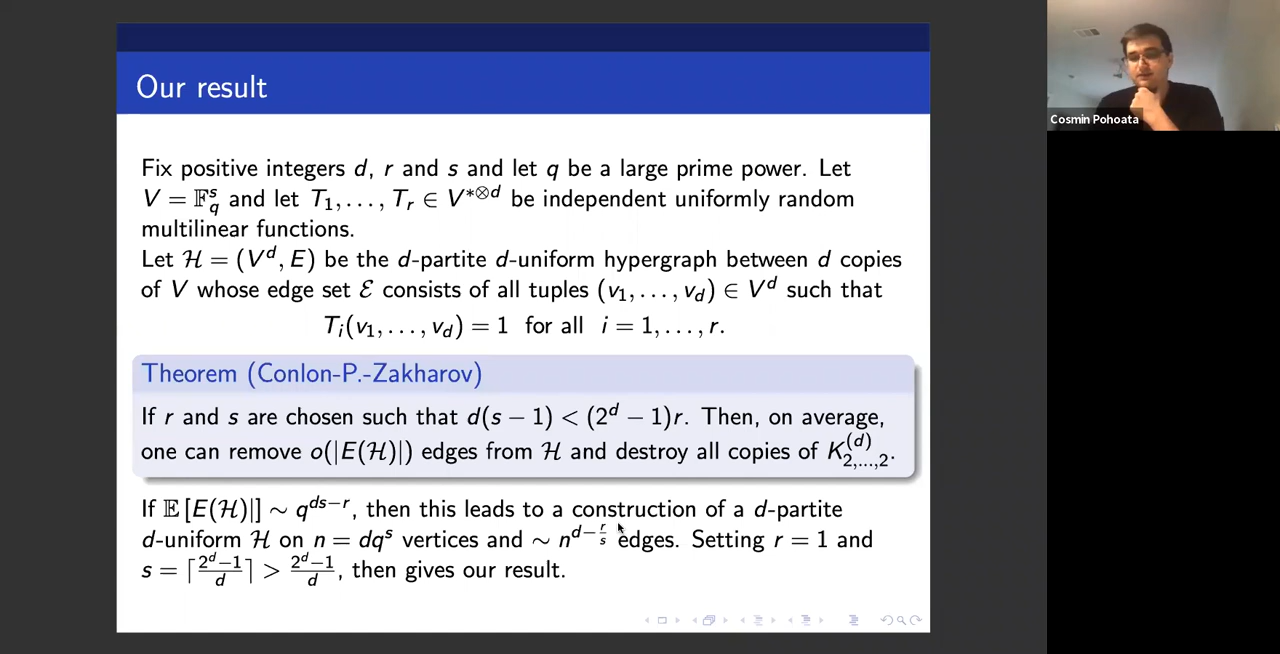 Our result
Fix positive integers d, r and s and let q be a large prime power. Let
V = 𝔽_q^s and let T_1, . . . , T_r ∈ V^{*⊗d} be independent uniformly random
multilinear functions.
Let ℋ = (V^d, E) be the d-partite d-uniform hypergraph between d copies
of V whose edge set ℰ consists of all tuples (v_1, . . . , v_d) ∈ V^d such that
T_i(v_1, . . . , v_d) = 1 for all i = 1, . . . , r.
Theorem (Conlon-P.-Zakharov)
If r and s are chosen such that d(s − 1) < (2^d − 1)r. Then, on average,
one can remove o(|E(ℋ)|) edges from ℋ and destroy all copies of K_{2,...,2}^{(d)}.
If 𝔼 [E(ℋ)|] ∼ q^{ds−r}, then this leads to a construction of a d-partite
d-uniform ℋ on n = dq^s vertices and ∼ n^{d−\frac{r}{s}} edges. Setting r = 1 and
s = ⌈\frac{2^d−1}{d}⌉ > \frac{2^d−1}{d}, then gives our result.
Cosmin Pohoata